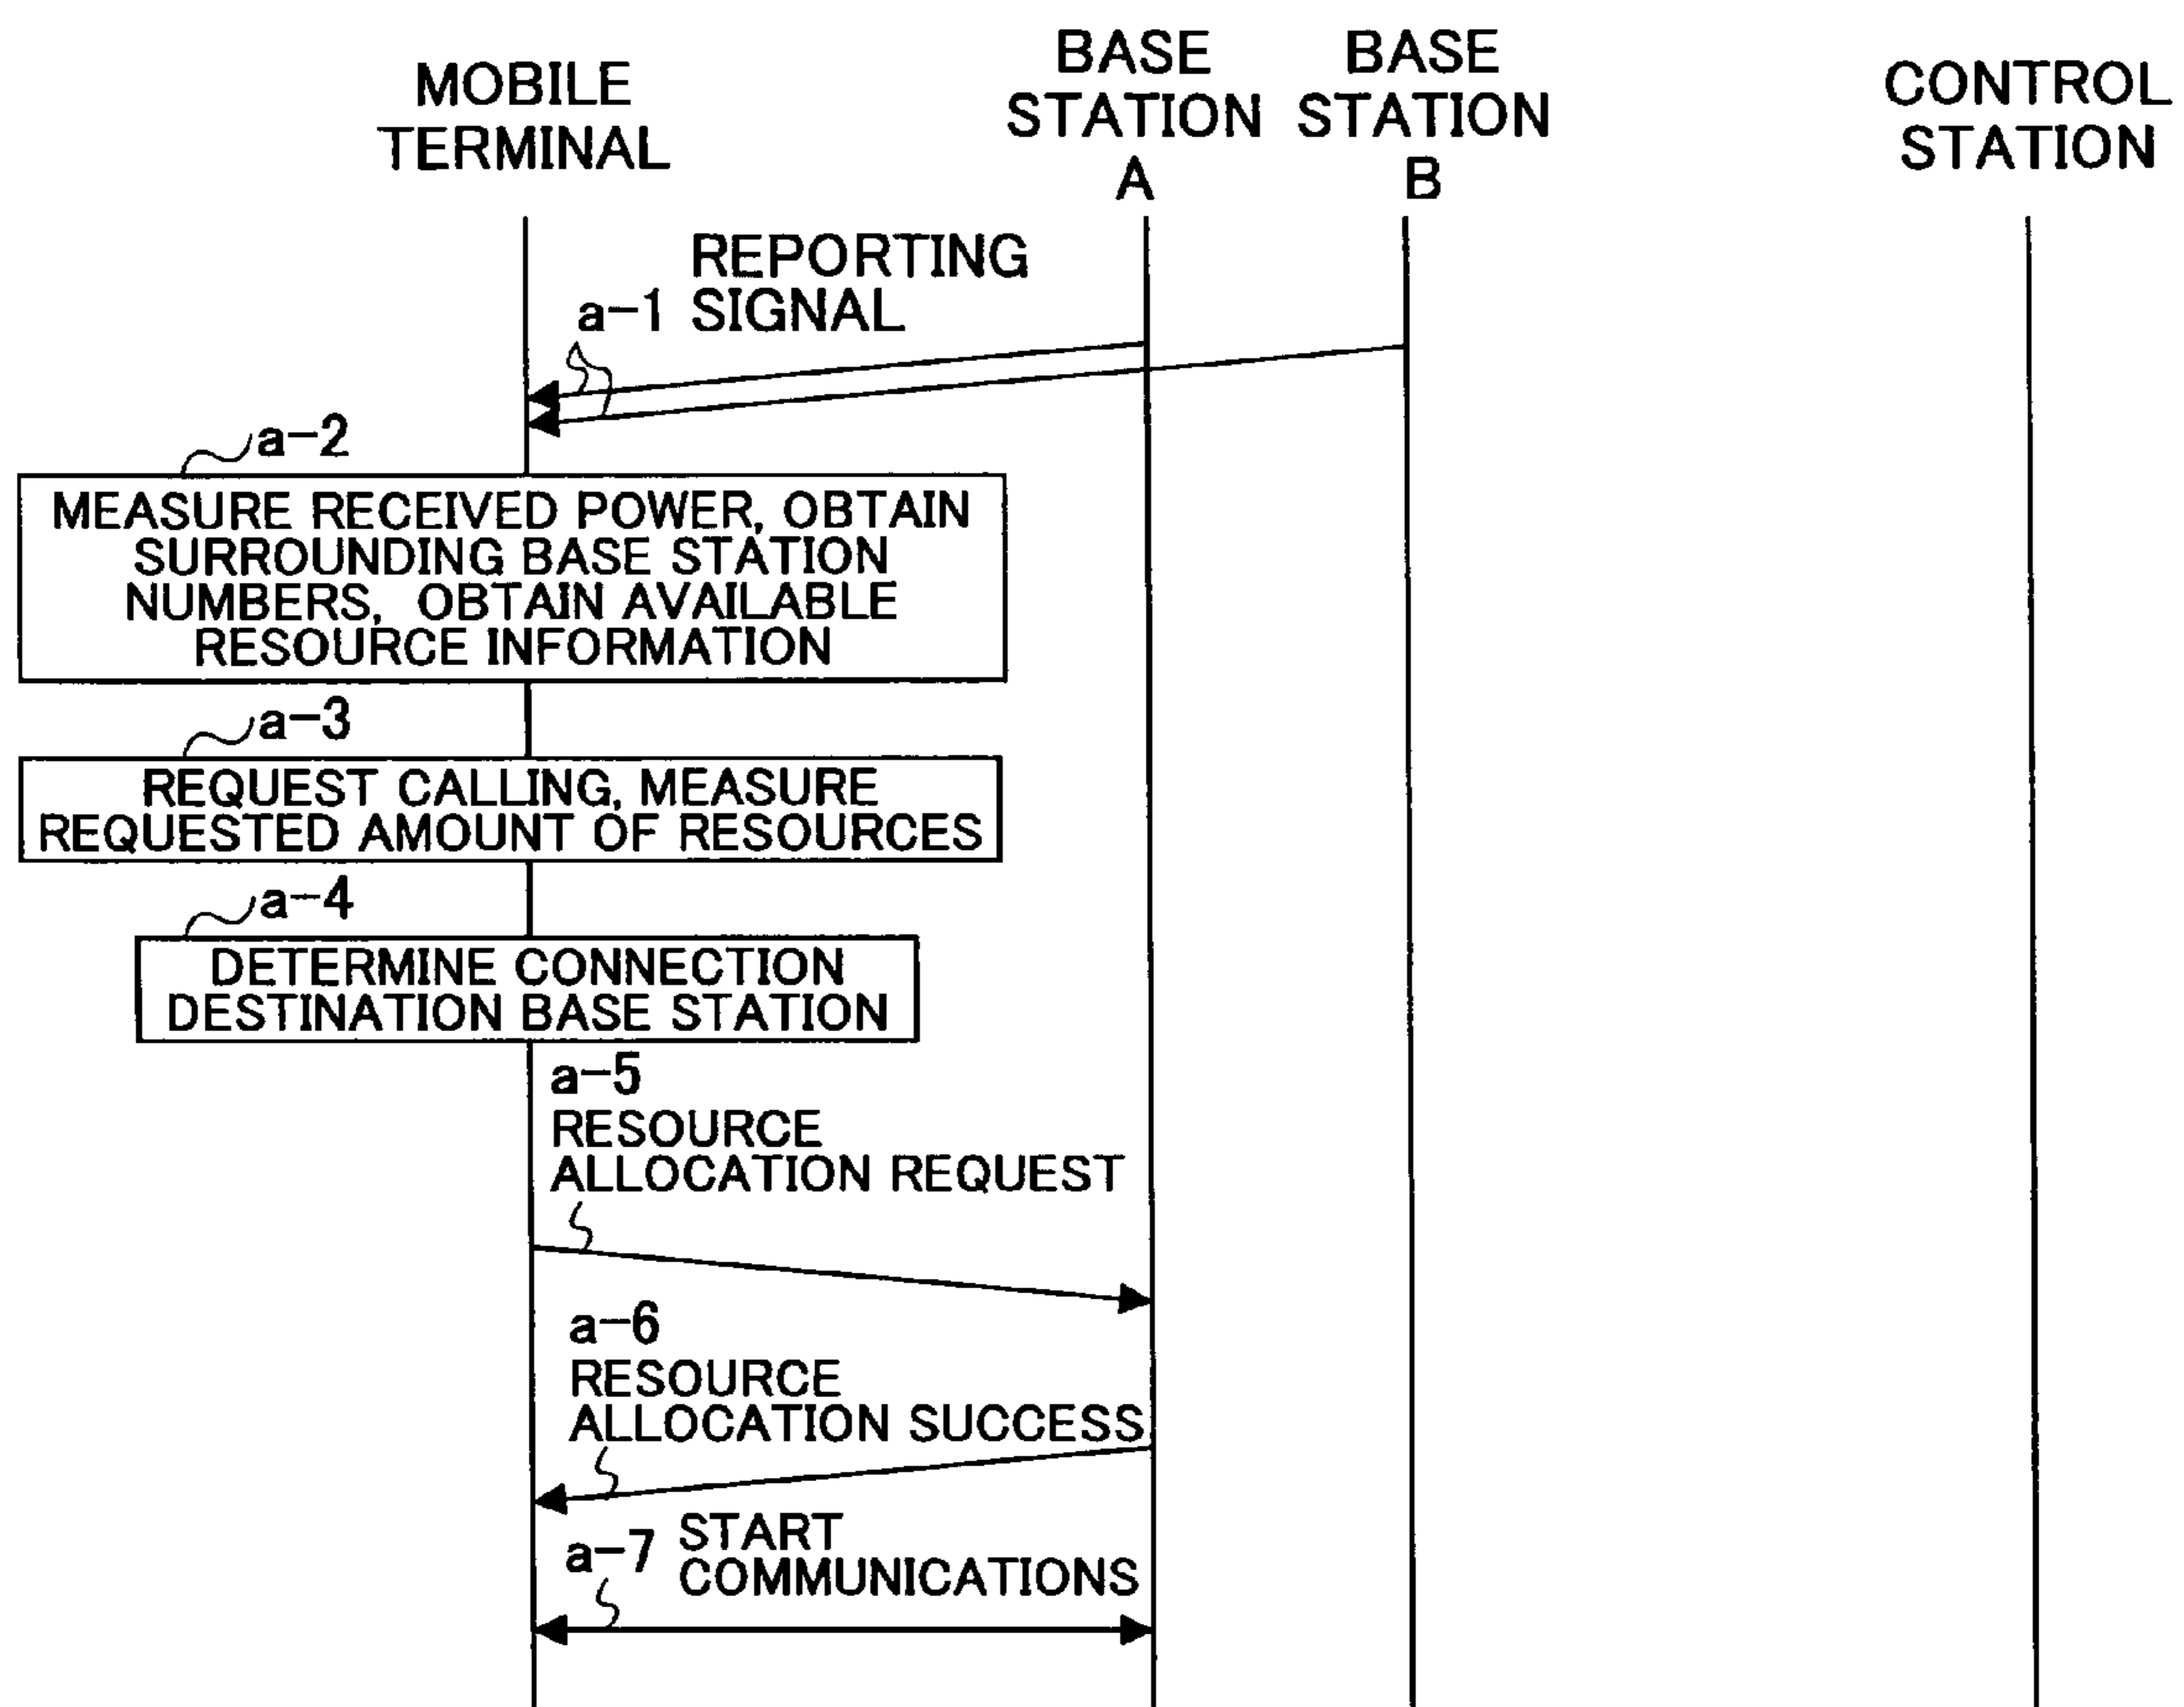 MOBILE
TERMINAL
BASE
STATION
A
BASE
STATION
B
CONTROL
STATION
REPORTING
a-1 SIGNAL
a-2
MEASURE RECEIVED POWER, OBTAIN
SURROUNDING BASE STATION
NUMBERS, OBTAIN AVAILABLE
RESOURCE INFORMATION
a-3
REQUEST CALLING, MEASURE
REQUESTED AMOUNT OF RESOURCES
a-4
DETERMINE CONNECTION
DESTINATION BASE STATION
a-5
RESOURCE
ALLOCATION REQUEST
a-6
RESOURCE
ALLOCATION SUCCESS
a-7 START
COMMUNICATIONS